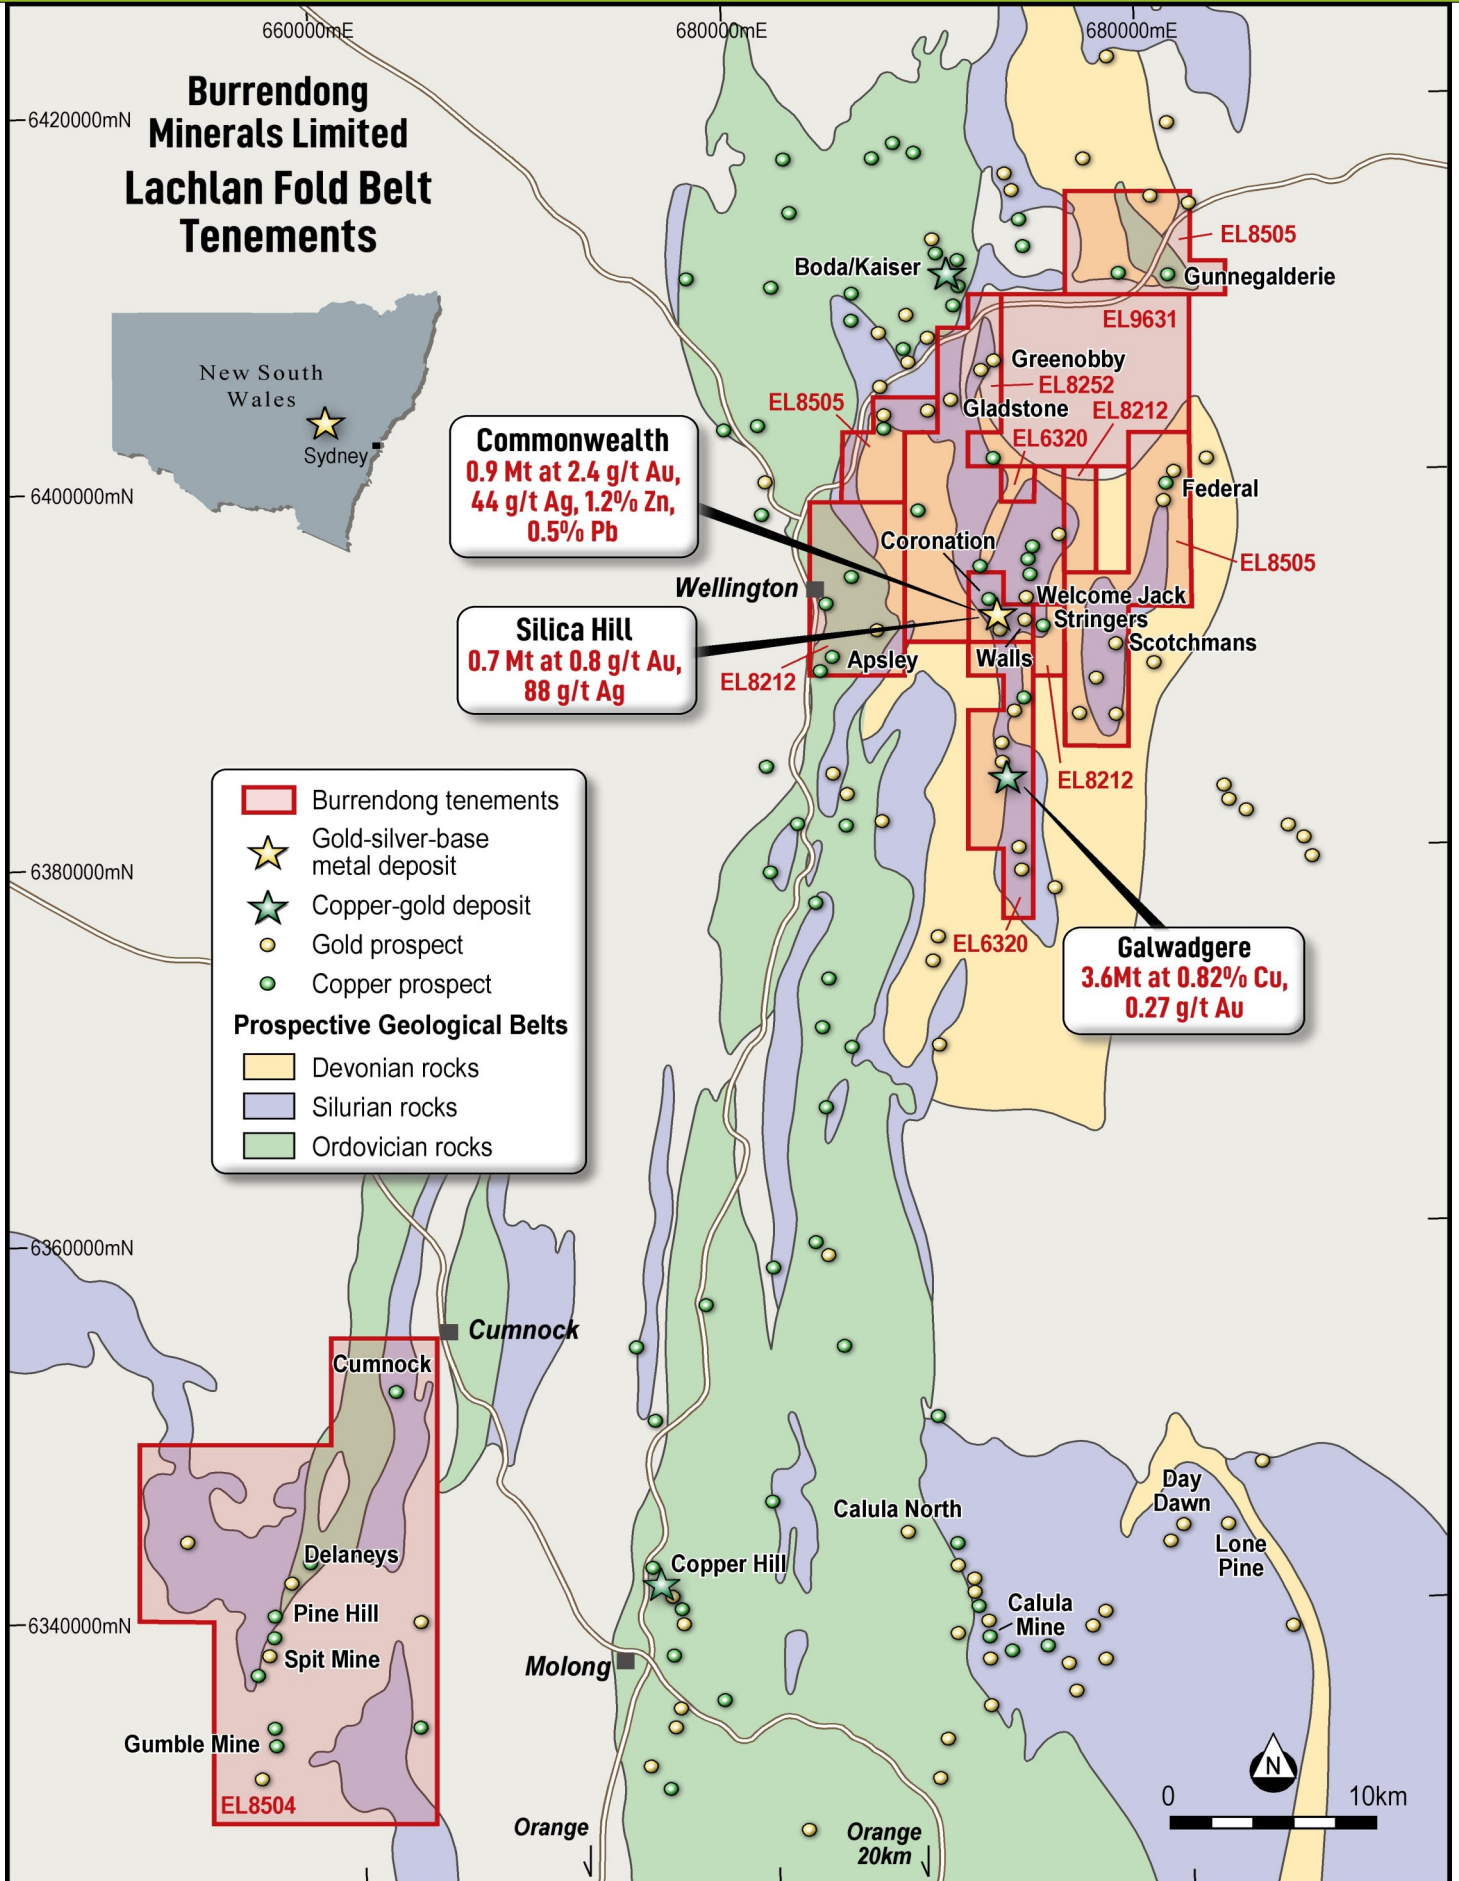 660000mE
680000mE
680000mE
Burrendong
Minerals Limited
Lachlan Fold Belt
Tenements
6420000mN
6400000mN
6380000mN
6360000mN
6340000mN
New South
Wales
Sydney
EL8505
Gunnegalderie
Boda/Kaiser
EL9631
Greenobby
EL8252
EL8505
Gladstone
EL8212
EL6320
Commonwealth
0.9 Mt at 2.4 g/t Au,
44 g/t Ag, 1.2% Zn,
0.5% Pb
Federal
Coronation
EL8505
Wellington
Welcome Jack
Stringers
Silica Hill
0.7 Mt at 0.8 g/t Au,
88 g/t Ag
Scotchmans
Walls
Apsley
EL8212
EL8212
EL6320
Galwadgere
3.6Mt at 0.82% Cu,
0.27 g/t Au
Burrendong tenements
Gold-silver-base
metal deposit
Copper-gold deposit
Gold prospect
Copper prospect
Prospective Geological Belts
Devonian rocks
Silurian rocks
Ordovician rocks
Cumnock
Cumnock
Delaneys
Pine Hill
Spit Mine
Gumble Mine
EL8504
Calula North
Copper Hill
Calula
Mine
Day
Dawn
Lone
Pine
Molong
Orange
Orange
20km
N
0
10km